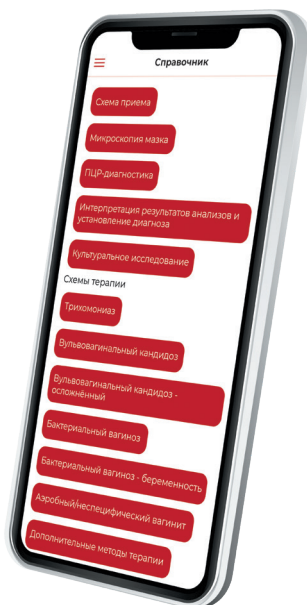 Справочник
Схема приема
Микроскопия мазка
ПЦР-диагностика
Интерпретация результатов анализов и
установление диагноза
Культуральное исследование
Схемы терапии
Трихомониаз
Вульвовагинальный кандидоз
Вульвовагинальный кандидоз -
осложнённый
Бактериальный вагиноз
Бактериальный вагиноз - беременность
Аэробный/неспецифический вагинит
Дополнительные методы терапии